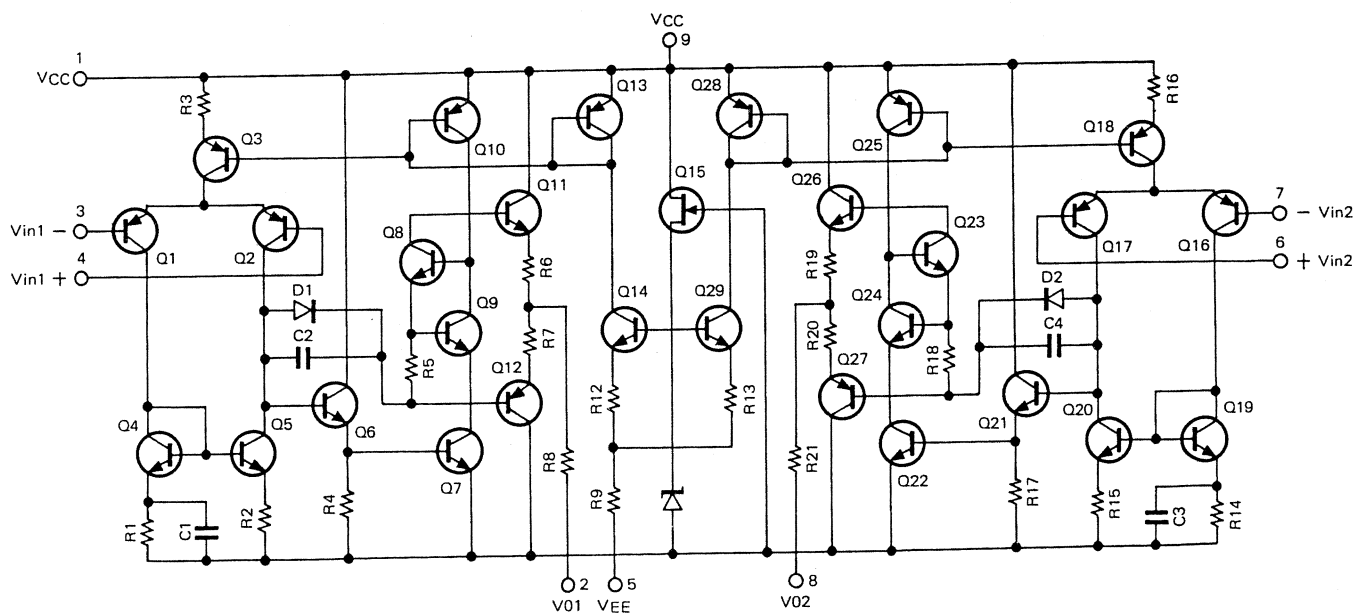 VCC
9
1
VCC
R3
Q3
Q10
Q13
Q28
Q25
R16
Q18
Q15
Q11
Q26
3
Vin1 −
4
Vin1 +
Q1
Q2
Q8
Q23
Q17
Q16
7
− Vin2
6
+ Vin2
R6
R19
D1
C2
Q9
R7
Q14
Q29
R20
Q24
D2
C4
R5
Q12
R12
R13
Q27
R18
Q4
Q5
Q6
Q7
R8
R21
Q22
Q21
Q20
Q19
R1
C1
R2
R4
R9
R17
R15
C3
R14
2
V01
5
VEE
8
V02